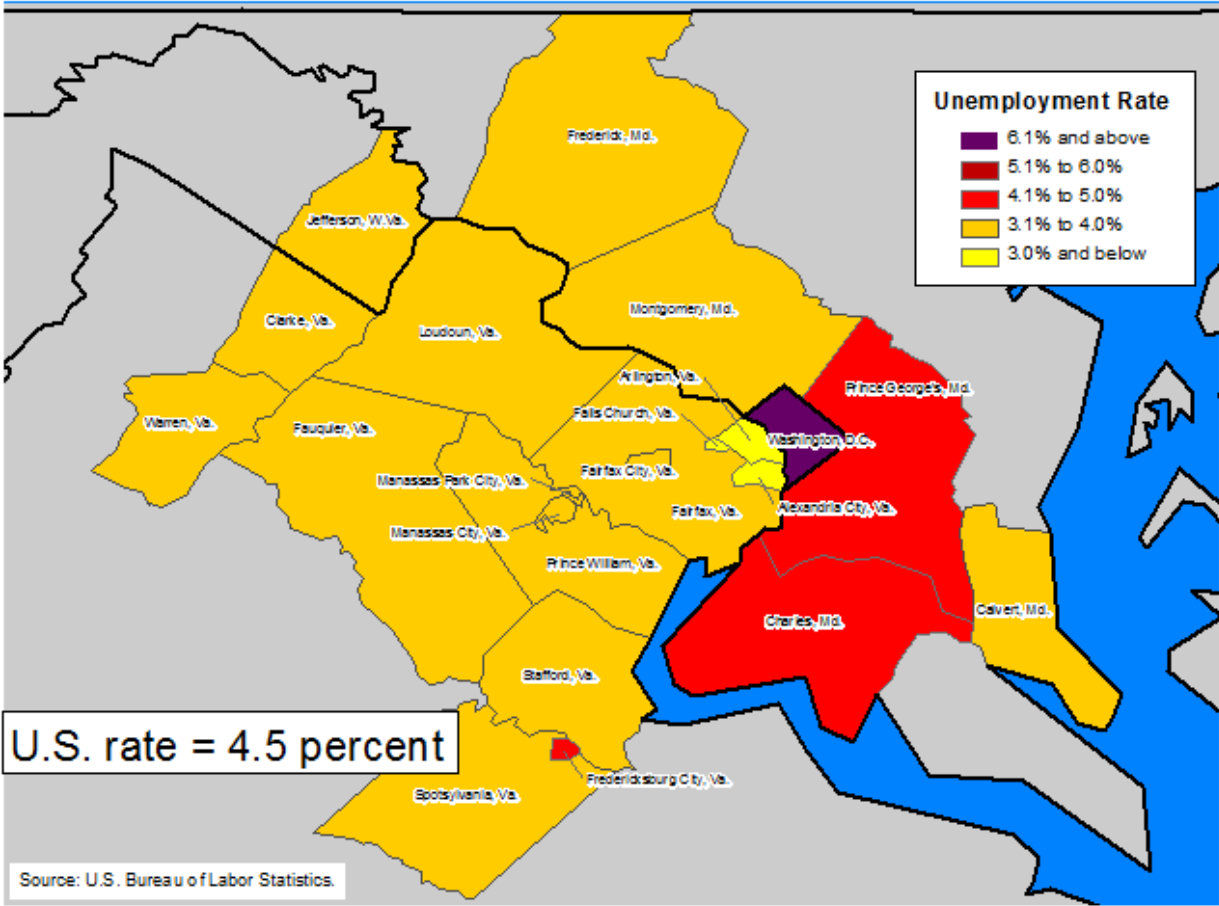 Unemployment Rate
6.1% and above
5.1% to 6.0%
4.1% to 5.0%
3.1% to 4.0%
3.0% and below
Frederick, Md.
Jefferson, W.Va.
Montgomery, Md.
Clarke, Va.
Loudoun, Va.
Arlington, Va.
Prince George's, Md.
Falls Church, Va.
Warren, Va.
Fauquier, Va.
Washington, D.C.
Fairfax City, Va.
Manassas Park City, Va.
Fairfax, Va.
Alexandria City, Va.
Manassas City, Va.
Prince William, Va.
Calvert, Md.
Charles, Md.
Stafford, Va.
U.S. rate = 4.5 percent
Fredericksburg City, Va.
Spotsylvania, Va.
Source: U.S. Bureau of Labor Statistics.